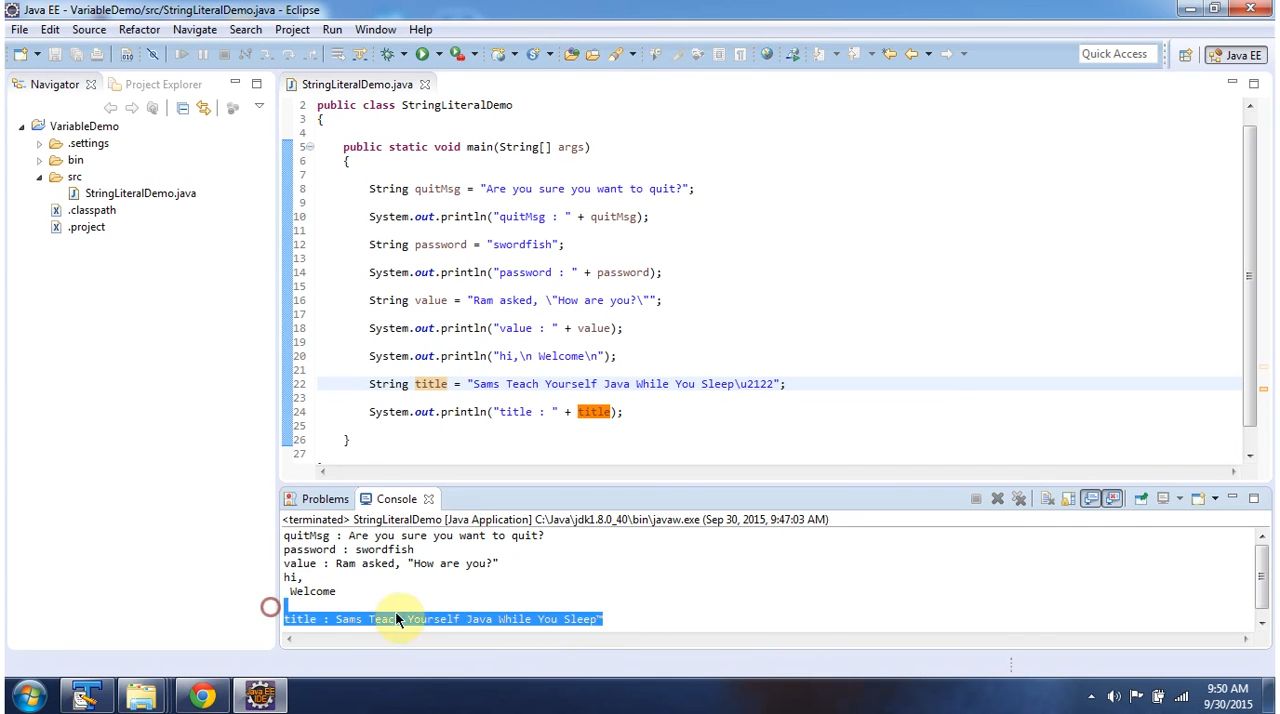 Java EE - VariableDemo/src/StringLiteralDemo.java - Eclipse
File Edit Source Refactor Navigate Search Project Run Window Help
Quick Access
Java EE
Navigator
Project Explorer
StringLiteralDemo.java
VariableDemo
.settings
bin
src
StringLiteralDemo.java
.classpath
.project
2 public class StringLiteralDemo
3 {
4
5 public static void main(String[] args)
6 {
7
8 String quitMsg = "Are you sure you want to quit?";
9
10 System.out.println("quitMsg : " + quitMsg);
11
12 String password = "swordfish";
13
14 System.out.println("password : " + password);
15
16 String value = "Ram asked, \"How are you?\"";
17
18 System.out.println("value : " + value);
19
20 System.out.println("hi,\n Welcome\n");
21
22 String title = "Sams Teach Yourself Java While You Sleep\u2122";
23
24 System.out.println("title : " + title);
25
26 }
27
Problems Console
<terminated> StringLiteralDemo [Java Application] C:\Java\jdk1.8.0_40\bin\javaw.exe (Sep 30, 2015, 9:47:03 AM)
quitMsg : Are you sure you want to quit?
password : swordfish
value : Ram asked, "How are you?"
hi,
Welcome
title : Sams Teach Yourself Java While You Sleep™
Java EE
IDE
9:50 AM
9/30/2015